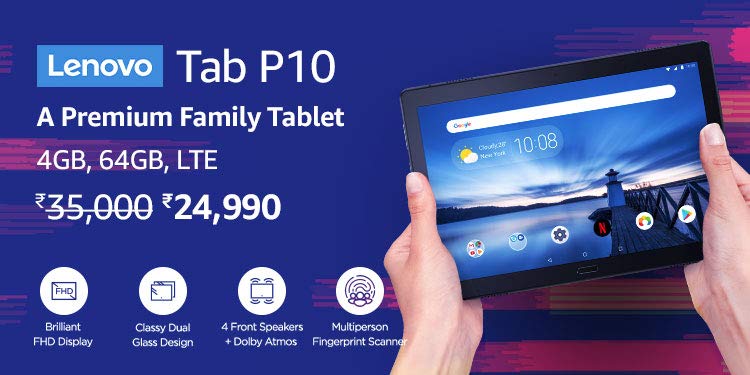 Lenovo Tab P10
A Premium Family Tablet
4GB, 64GB, LTE
₹35,000 ₹24,990
FHD
Brilliant
FHD Display
Classy Dual
Glass Design
4 Front Speakers
+ Dolby Atmos
Multiperson
Fingerprint Scanner
Google
Cloudy, 28°
New York
10:08
N